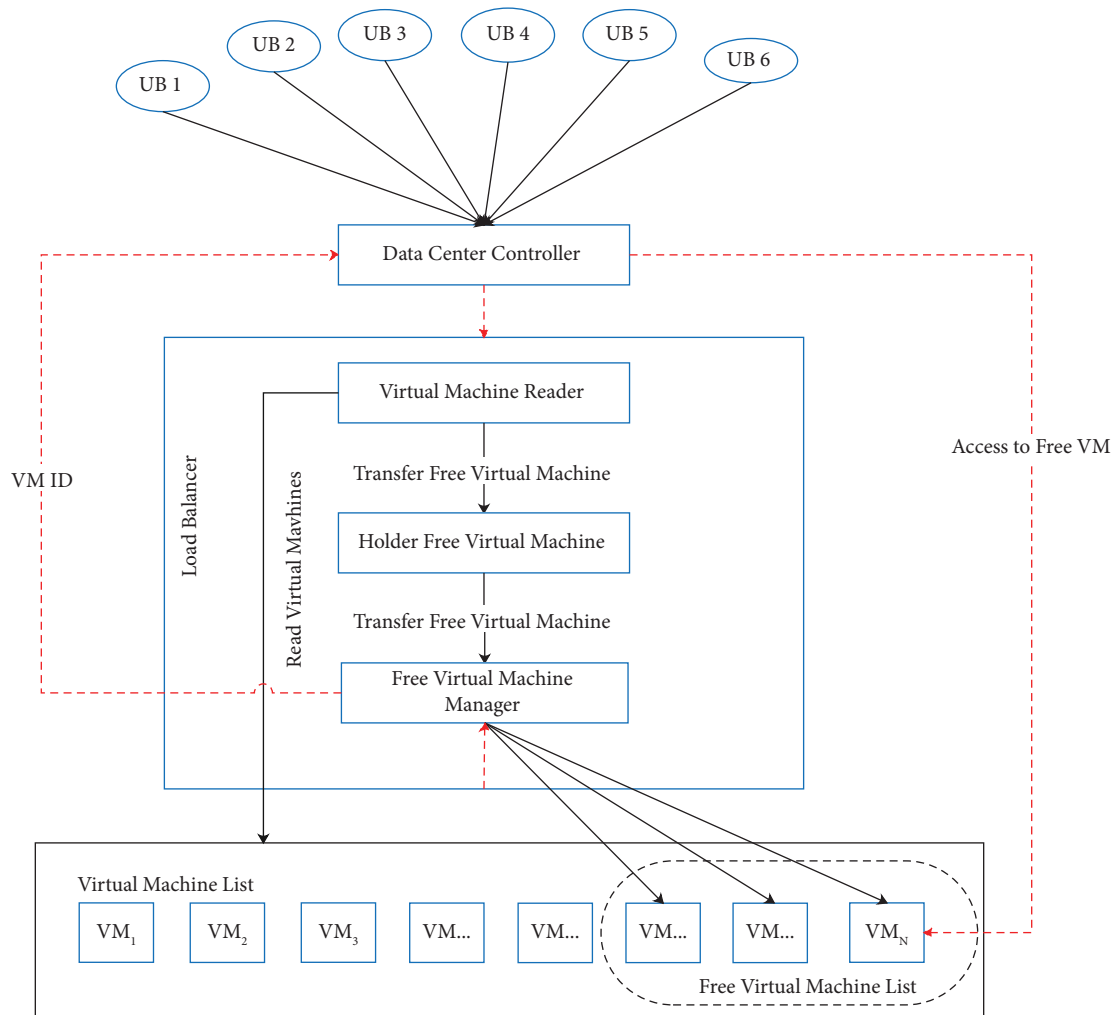 UB 1
UB 2
UB 3
UB 4
UB 5
UB 6
Data Center Controller
Virtual Machine Reader
Access to Free VM
Transfer Free Virtual Machine
VM ID
Load Balancer
Read Virtual Mavhines
Holder Free Virtual Machine
Transfer Free Virtual Machine
Free Virtual Machine
Manager
Virtual Machine List
VM1
VM2
VM3
VM...
VM...
VM...
VM...
VMN
Free Virtual Machine List